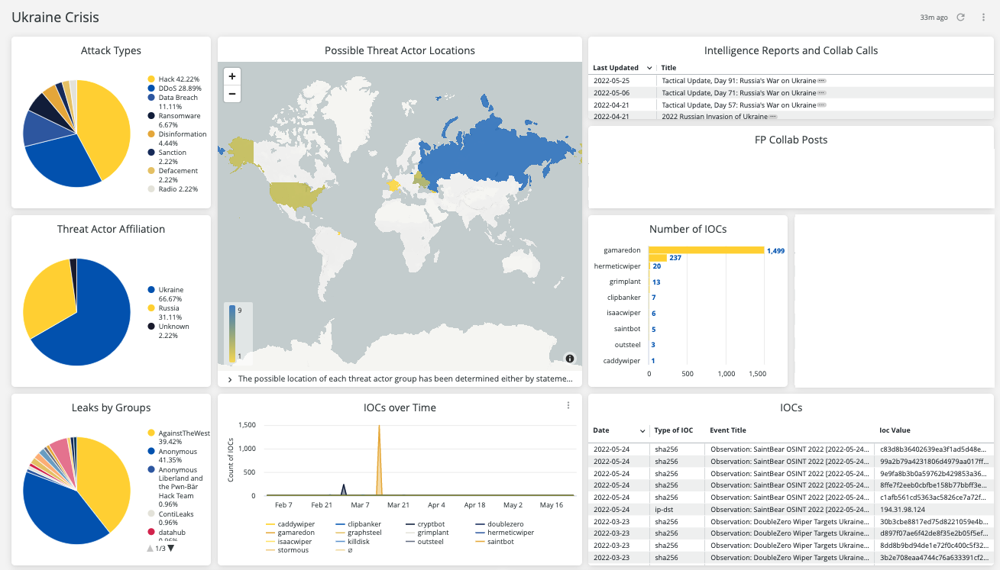 Ukraine Crisis
33m ago
Attack Types
Hack 42.22%
DDoS 28.89%
Data Breach
11.11%
Ransomware
6.67%
Disinformation
4.44%
Sanction
2.22%
Defacement
2.22%
Radio 2.22%
Possible Threat Actor Locations
+
−
9
1
The possible location of each threat actor group has been determined either by stateme...
Intelligence Reports and Collab Calls
Last Updated Title
2022-05-25 Tactical Update, Day 91: Russia's War on Ukraine
2022-05-06 Tactical Update, Day 71: Russia's War on Ukraine
2022-04-21 Tactical Update, Day 57: Russia's War on Ukraine
2022-04-21 2022 Russian Invasion of Ukraine
FP Collab Posts
Threat Actor Affiliation
Ukraine
66.67%
Russia
31.11%
Unknown
2.22%
Number of IOCs
gamaredon 1,499
237
hermeticwiper 20
grimplant 13
clipbanker 7
isaacwiper 6
saintbot 5
outsteel 3
caddywiper 1
0 500 1,000 1,500
Leaks by Groups
AgainstTheWest
39.42%
Anonymous
41.35%
Anonymous
Liberland and
the Pwn-Bär
Hack Team
0.96%
ContiLeaks
0.96%
datahub
0.96%
1/3
IOCs over Time
Count of IOCs
1,500
1,000
500
0
Feb 7 Feb 21 Mar 7 Mar 21 Apr 4 Apr 18 May 2 May 16
caddywiper clipbanker cryptbot doublezero
gamaredon graphsteel grimplant hermeticwiper
isaacwiper killdisk outsteel saintbot
stormous ∅
IOCs
Date Type of IOC Event Title Ioc Value
2022-05-24 sha256 Observation: SaintBear OSINT 2022 [2022-05-24... c83d8b36402639ea3f1ad5d48e...
2022-05-24 sha256 Observation: SaintBear OSINT 2022 [2022-05-24... 99a2b79a4231806d4979aa017ff...
2022-05-24 sha256 Observation: SaintBear OSINT 2022 [2022-05-24... 9e9fa8b3b0a59762b429853a36...
2022-05-24 sha256 Observation: SaintBear OSINT 2022 [2022-05-24... 8ffe7f2eeb0cbfbe158b77bbff3e...
2022-05-24 sha256 Observation: SaintBear OSINT 2022 [2022-05-24... c1afb561cd5363ac5826ce7a72f...
2022-05-24 ip-dst Observation: SaintBear OSINT 2022 [2022-05-24... 194.31.98.124
2022-03-23 sha256 Observation: DoubleZero Wiper Targets Ukraine... 30b3cbe8817ed75d8221059e4b...
2022-03-23 sha256 Observation: DoubleZero Wiper Targets Ukraine... d897f07ae6f42de8f35e2b05f5ef...
2022-03-23 sha256 Observation: DoubleZero Wiper Targets Ukraine... 8dd8b9bd94de1e72f0c400c5f32...
2022-03-23 sha256 Observation: DoubleZero Wiper Targets Ukraine... 3b2e708eaa4744c76a633391cf2...